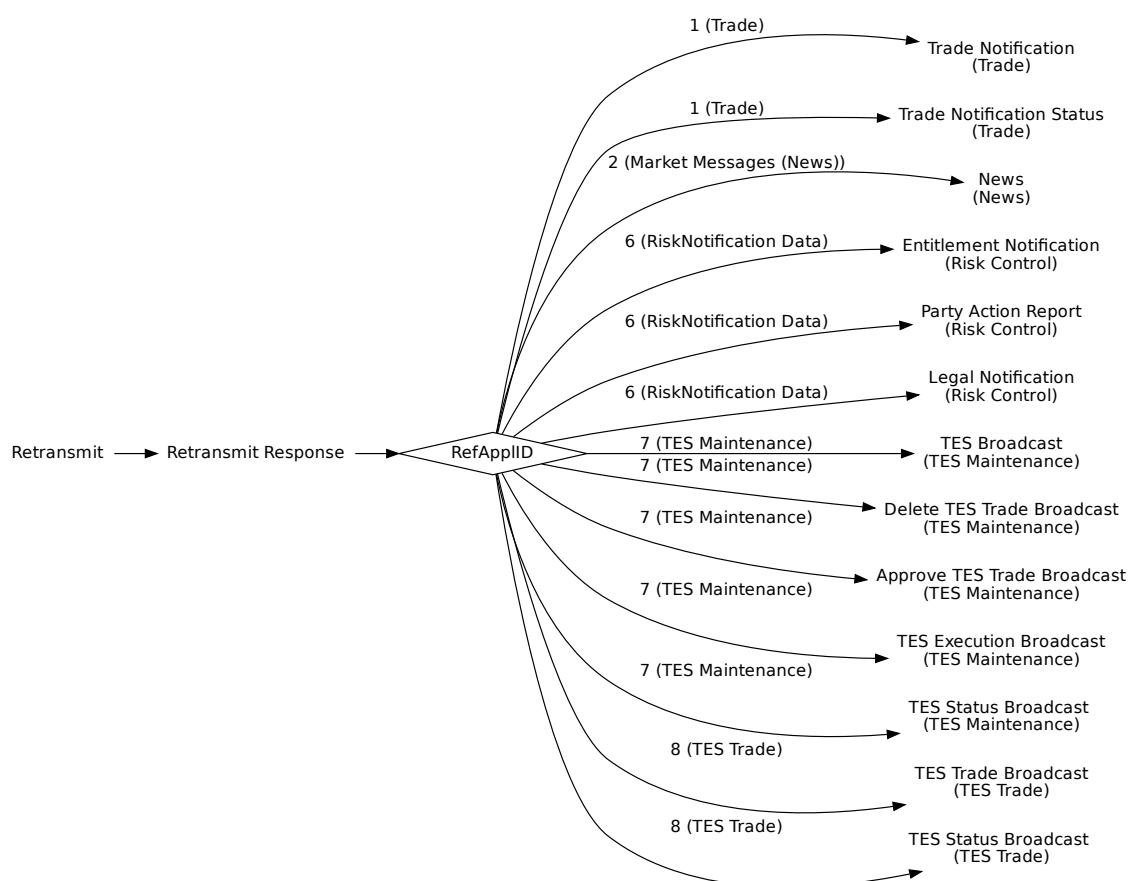 1 (Trade)
Trade Notification
(Trade)
1 (Trade)
Trade Notification Status
(Trade)
2 (Market Messages (News))
News
(News)
6 (RiskNotification Data)
Entitlement Notification
(Risk Control)
6 (RiskNotification Data)
Party Action Report
(Risk Control)
6 (RiskNotification Data)
Legal Notification
(Risk Control)
Retransmit
Retransmit Response
RefApplID
7 (TES Maintenance)
TES Broadcast
(TES Maintenance)
7 (TES Maintenance)
Delete TES Trade Broadcast
(TES Maintenance)
7 (TES Maintenance)
Approve TES Trade Broadcast
(TES Maintenance)
7 (TES Maintenance)
TES Execution Broadcast
(TES Maintenance)
7 (TES Maintenance)
TES Status Broadcast
(TES Maintenance)
8 (TES Trade)
TES Trade Broadcast
(TES Trade)
8 (TES Trade)
TES Status Broadcast
(TES Trade)